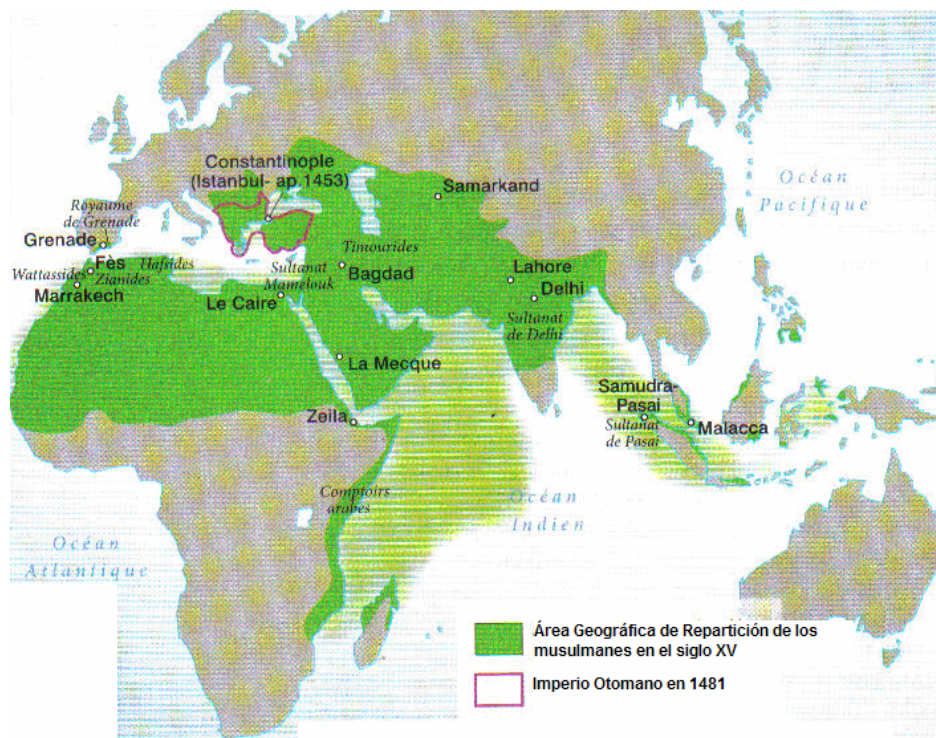 Constantinople
(Istanbul- ap.1453)
Samarkand
Océan
Pacifique
Royaume
de Grenade
Grenade
Timourides
Fès
Hafsides
Wattassides
Zianides
Marrakech
Sultanat
Mamelouk
Bagdad
Le Caire
Lahore
Delhi
Sultanat
de Delhi
La Mecque
Zeila
Samudra-
Pasai
Sultanat
de Pasai
Malacca
Comptoirs
arabes
Océan
Indien
Océan
Atlantique
Área Geográfica de Repartición de los
musulmanes en el siglo XV
Imperio Otomano en 1481